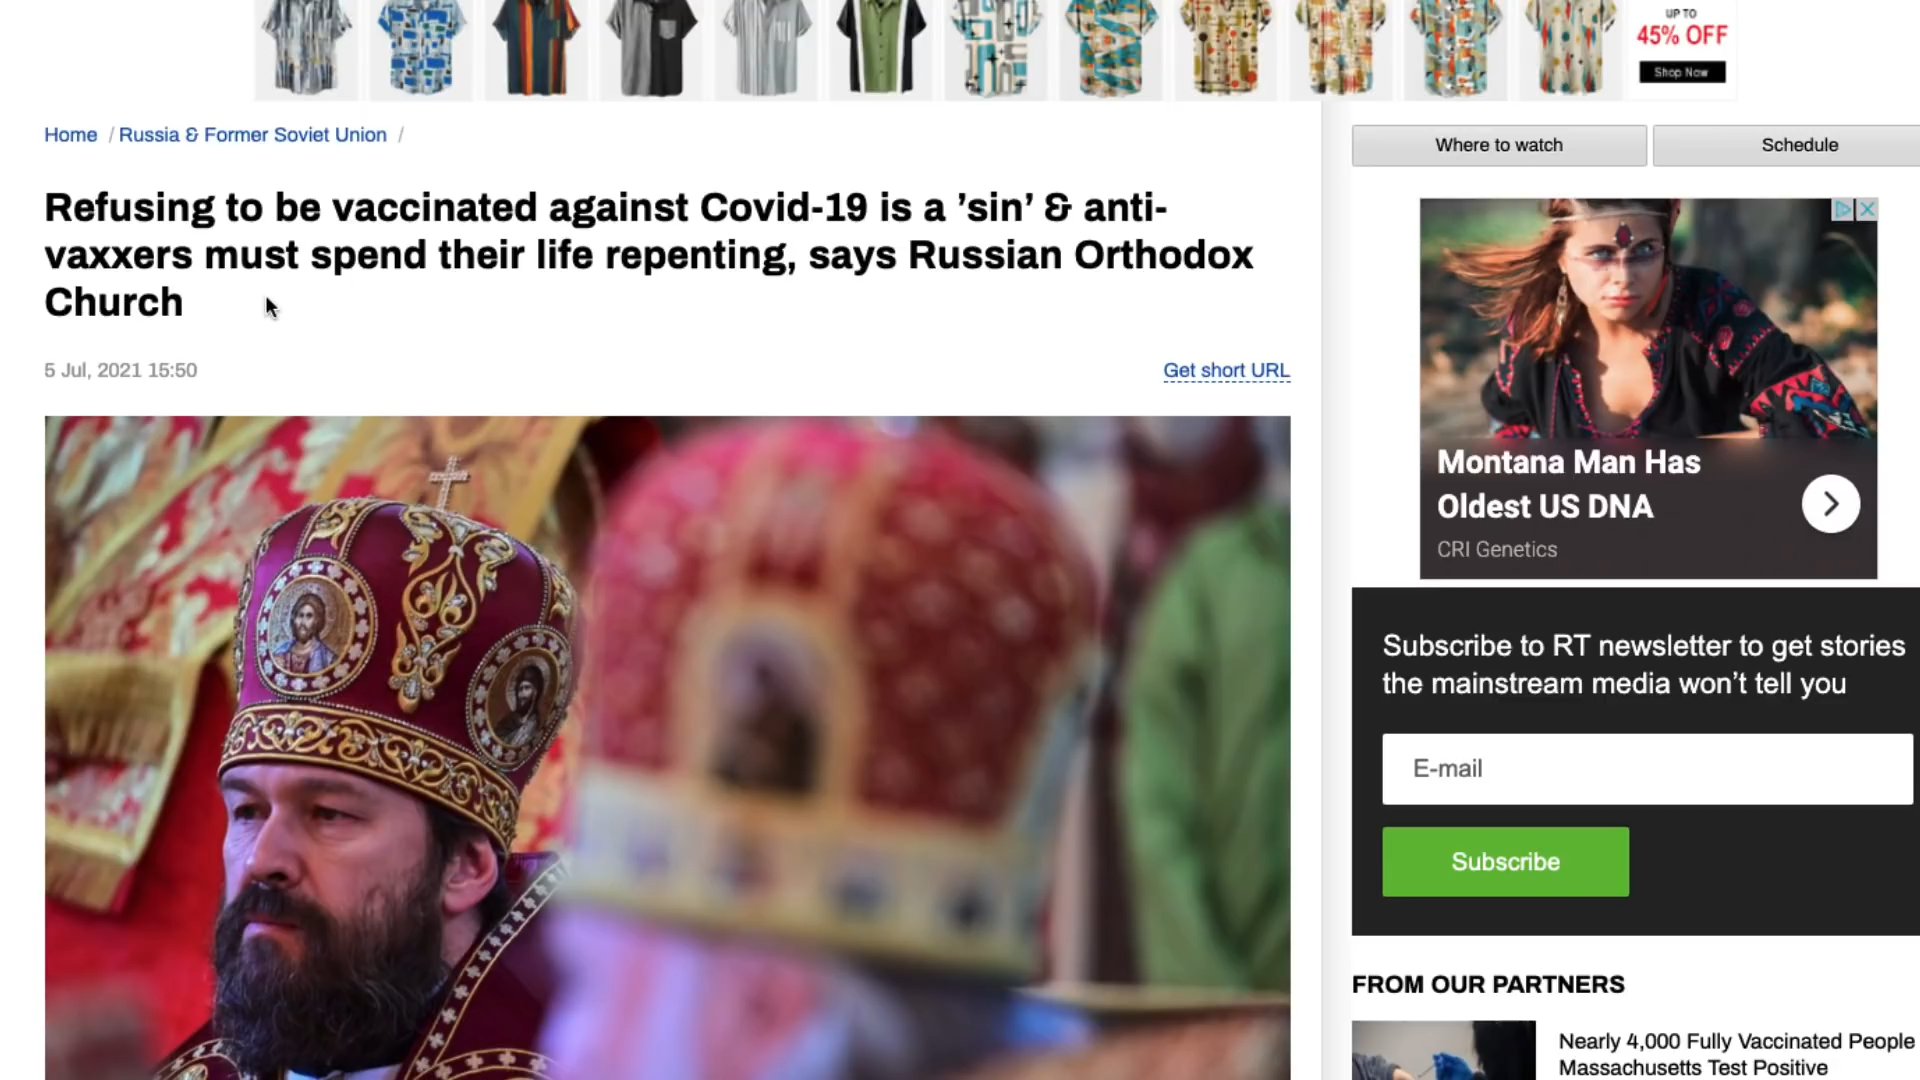 UP TO
45% OFF
Shop Now
Home / Russia & Former Soviet Union /
Where to watch
Schedule
Refusing to be vaccinated against Covid-19 is a ’sin’ & anti-
vaxxers must spend their life repenting, says Russian Orthodox
Church
5 Jul, 2021 15:50
Get short URL
Montana Man Has
Oldest US DNA
CRI Genetics
Subscribe to RT newsletter to get stories
the mainstream media won’t tell you
E-mail
Subscribe
FROM OUR PARTNERS
Nearly 4,000 Fully Vaccinated People
Massachusetts Test Positive